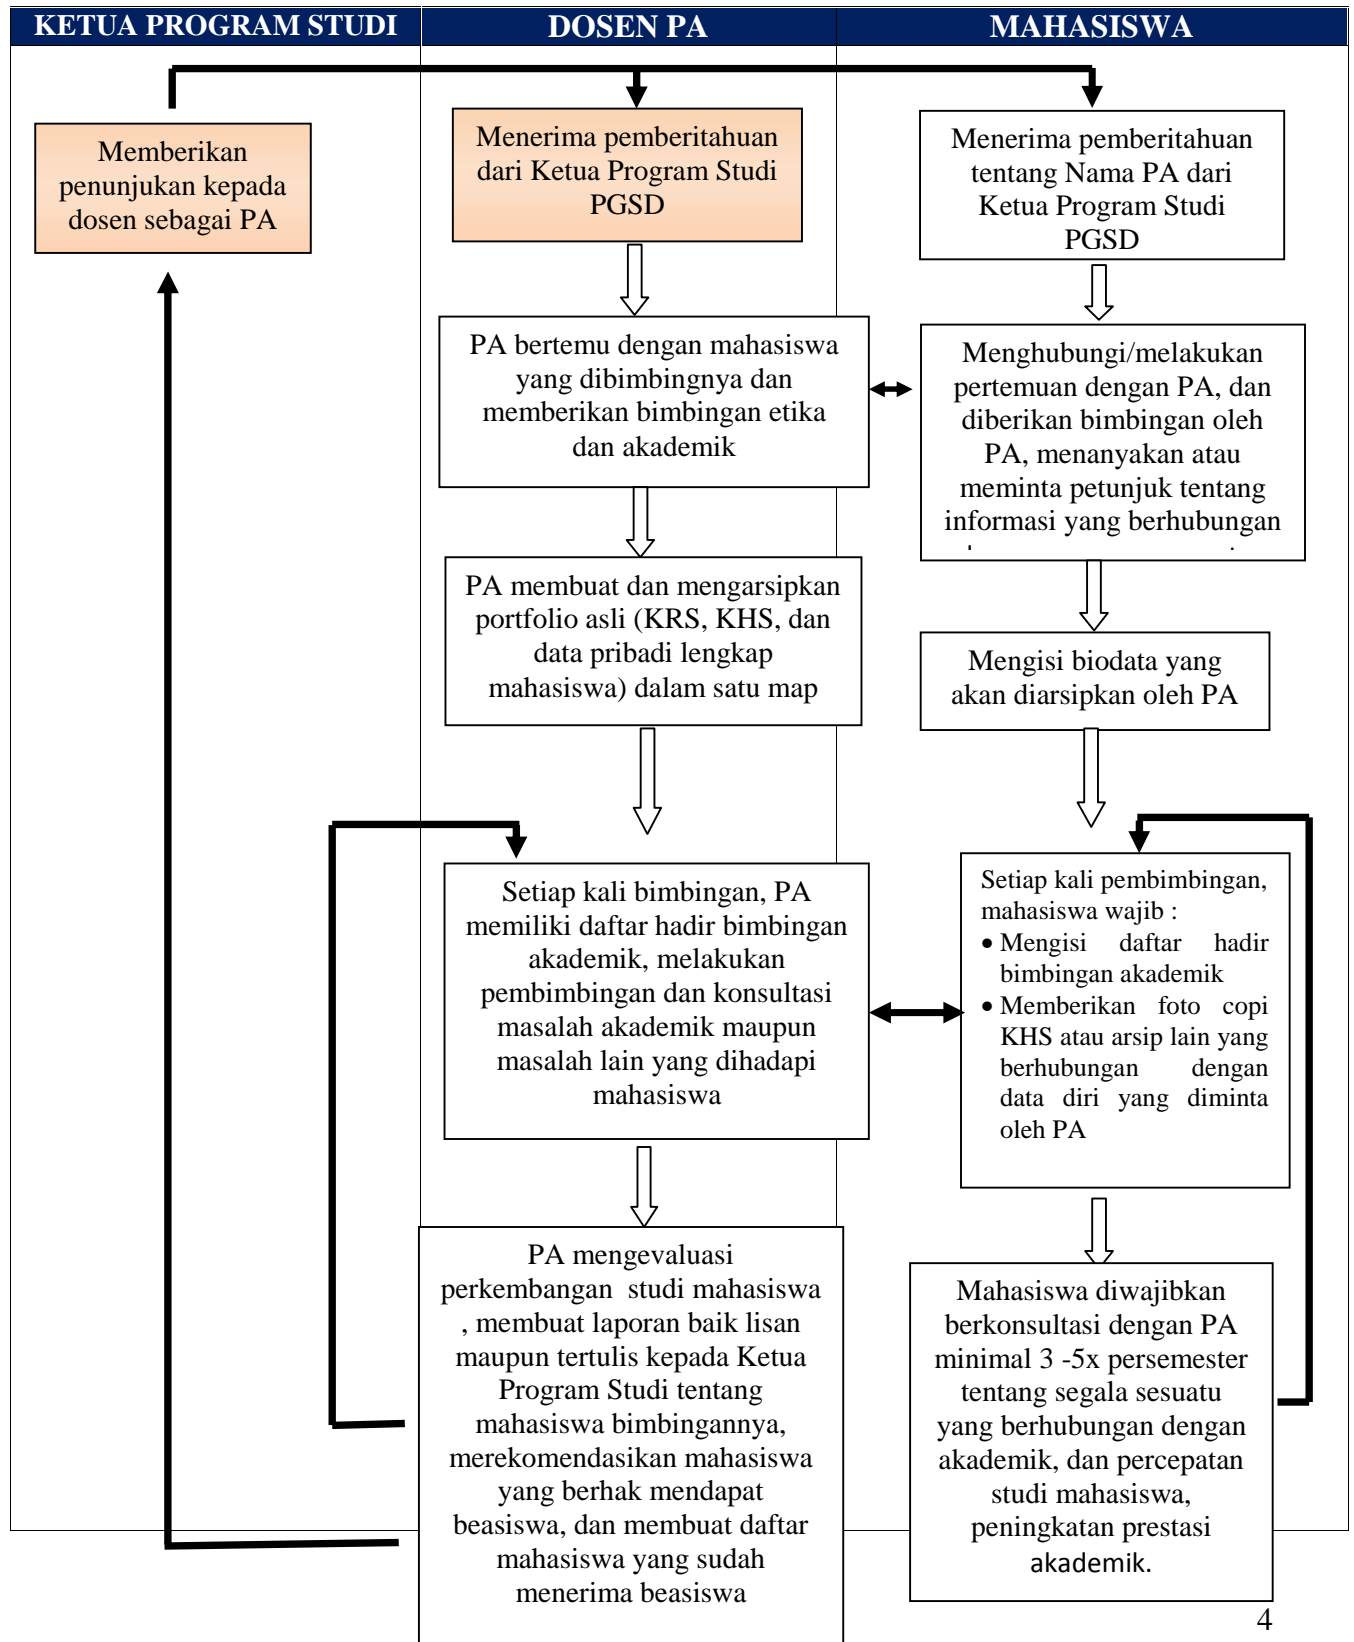 KETUA PROGRAM STUDI
DOSEN PA
MAHASISWA
Memberikan
penunjukan kepada
dosen sebagai PA
Menerima pemberitahuan
dari Ketua Program Studi
PGSD
Menerima pemberitahuan
tentang Nama PA dari
Ketua Program Studi
PGSD
PA bertemu dengan mahasiswa
yang dibimbingnya dan
memberikan bimbingan etika
dan akademik
Menghubungi/melakukan
pertemuan dengan PA, dan
diberikan bimbingan oleh
PA, menanyakan atau
meminta petunjuk tentang
informasi yang berhubungan
PA membuat dan mengarsipkan
portfolio asli (KRS, KHS, dan
data pribadi lengkap
mahasiswa) dalam satu map
Mengisi biodata yang
akan diarsipkan oleh PA
Setiap kali bimbingan, PA
memiliki daftar hadir bimbingan
akademik, melakukan
pembimbingan dan konsultasi
masalah akademik maupun
masalah lain yang dihadapi
mahasiswa
Setiap kali pembimbingan,
mahasiswa wajib :
• Mengisi daftar hadir
bimbingan akademik
• Memberikan foto copi
KHS atau arsip lain yang
berhubungan dengan
data diri yang diminta
oleh PA
PA mengevaluasi
perkembangan studi mahasiswa
, membuat laporan baik lisan
maupun tertulis kepada Ketua
Program Studi tentang
mahasiswa bimbingannya,
merekomendasikan mahasiswa
yang berhak mendapat
beasiswa, dan membuat daftar
mahasiswa yang sudah
menerima beasiswa
Mahasiswa diwajibkan
berkonsultasi dengan PA
minimal 3 -5x persemester
tentang segala sesuatu
yang berhubungan dengan
akademik, dan percepatan
studi mahasiswa,
peningkatan prestasi
akademik.
4